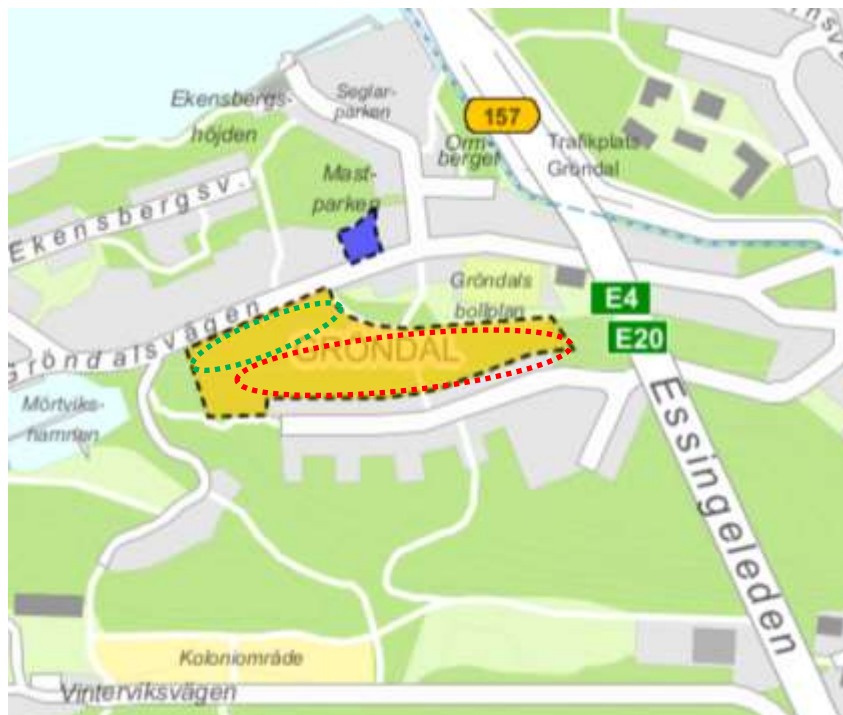 Ekensbergs-
höjden
Seglar-
parken
157
Orm-
berget
Trafikplats
Gröndal
Mast-
parken
Ekensbergsv.
Gröndals
bollplan
E4
E20
GRÖNDAL
Gröndalsvägen
Mörtviks-
hamnen
Essingeleden
Koloniområde
Vinterviksvägen